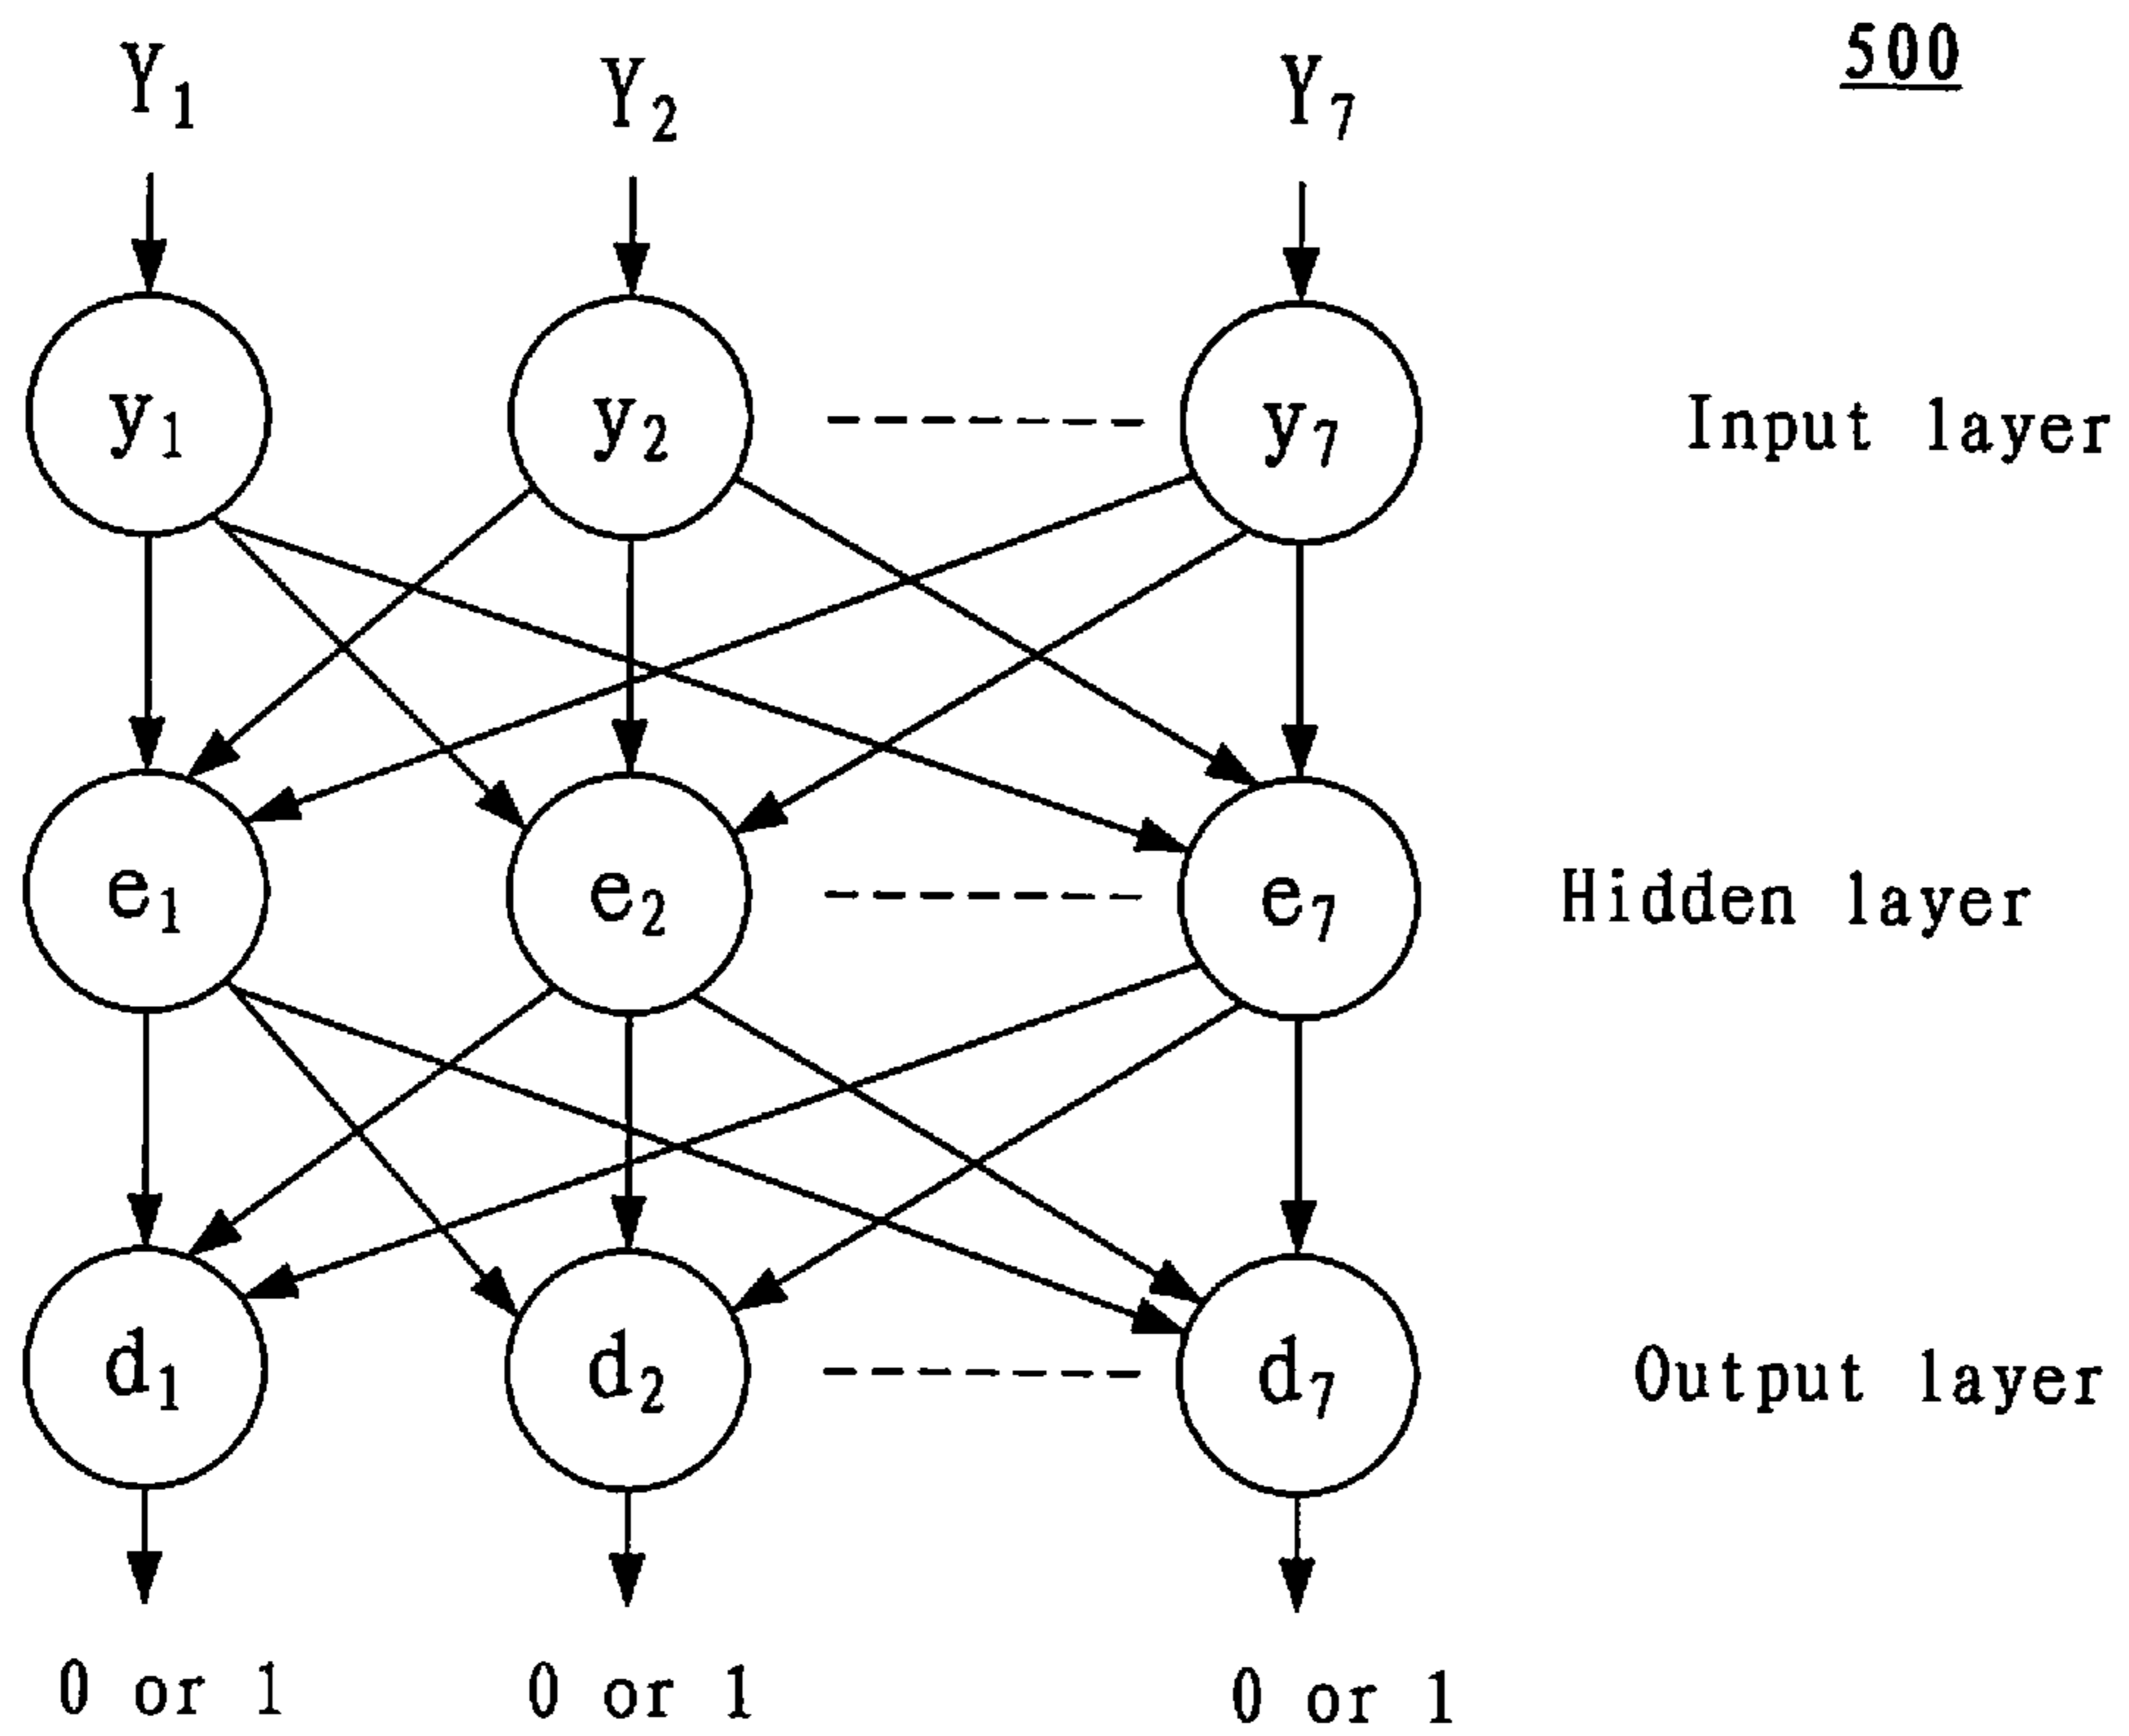 500
Y1 Y2 Y7
y1 y2 y7 Input layer
e1 e2 e7 Hidden layer
d1 d2 d7 Output layer
0 or 1 0 or 1 0 or 1